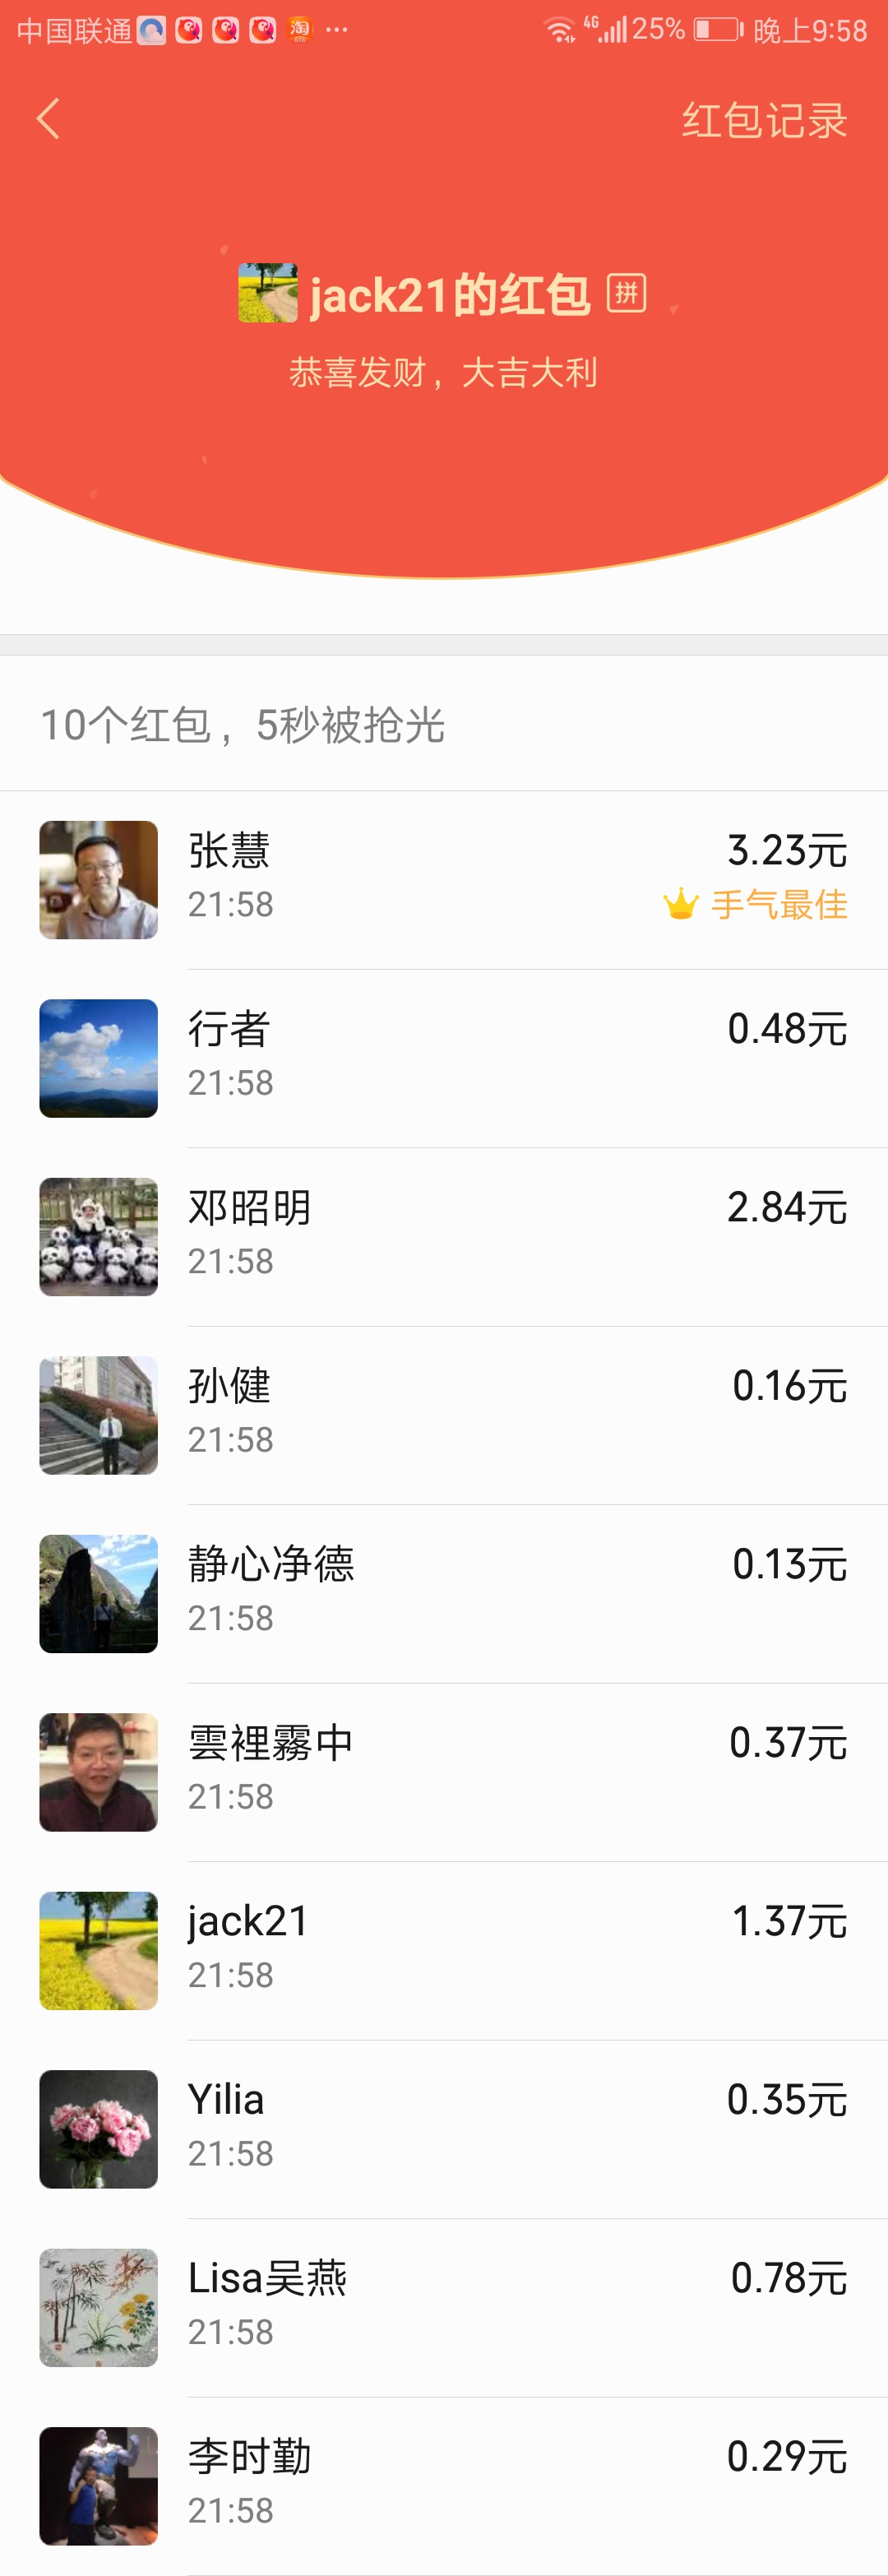 中国联通 淘 ··· 4G 25% 晚上9:58
红包记录
jack21的红包 拼
恭喜发财，大吉大利
10个红包，5秒被抢光
张慧 3.23元
21:58 手气最佳
行者 0.48元
21:58
邓昭明 2.84元
21:58
孙健 0.16元
21:58
静心净德 0.13元
21:58
雲裡霧中 0.37元
21:58
jack21 1.37元
21:58
Yilia 0.35元
21:58
Lisa吴燕 0.78元
21:58
李时勤 0.29元
21:58